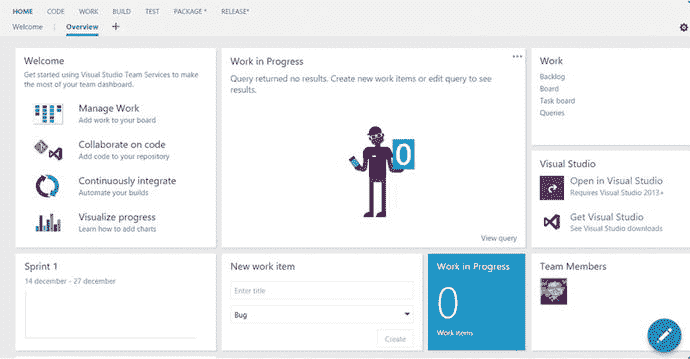 HOME CODE WORK BUILD TEST PACKAGE * RELEASE*
Welcome Overview +
Welcome
Get started using Visual Studio Team Services to make
the most of your team dashboard.
Manage Work
Add work to your board
Collaborate on code
Add code to your repository
Continuously integrate
Automate your builds
Visualize progress
Learn how to add charts
Work in Progress
Query returned no results. Create new work items or edit query to see
results.
0
View query
Work
Backlog
Board
Task board
Queries
Visual Studio
Open in Visual Studio
Requires Visual Studio 2013+
Get Visual Studio
See Visual Studio downloads
Sprint 1
14 december - 27 december
New work item
Enter title
Bug
Create
Work in Progress
0
Work items
Team Members